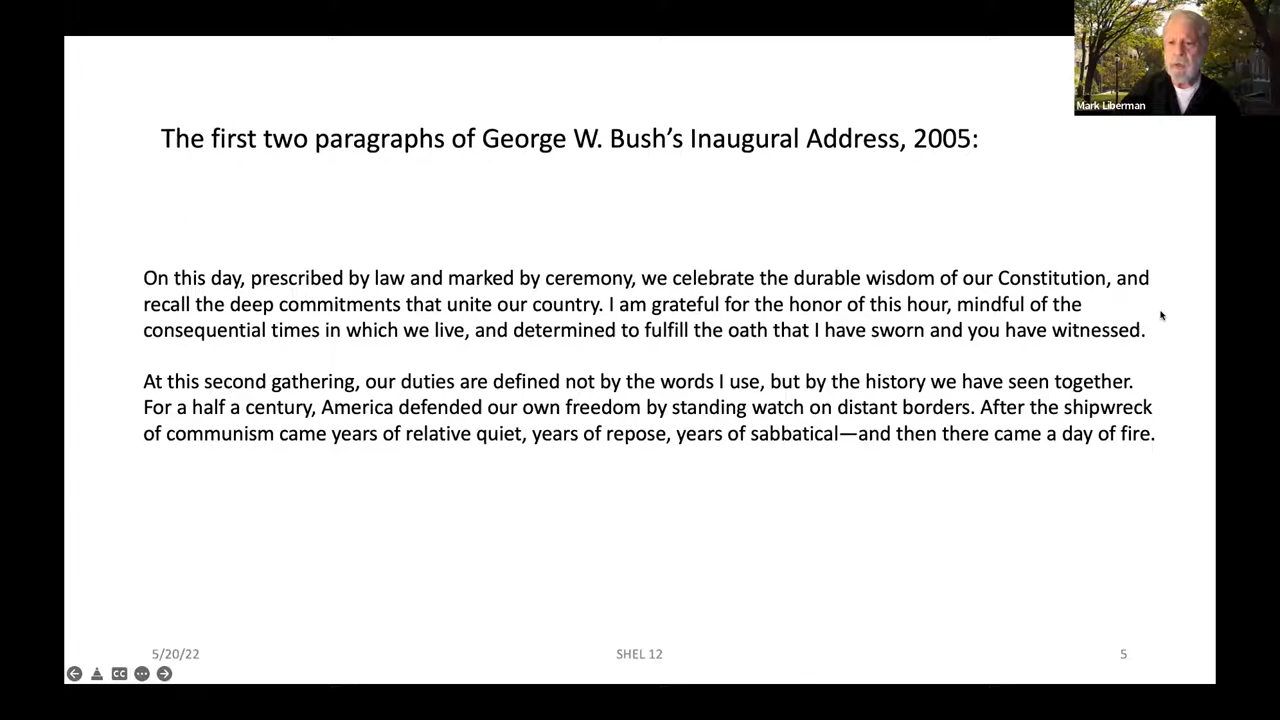 Mark Liberman
The first two paragraphs of George W. Bush’s Inaugural Address, 2005:
On this day, prescribed by law and marked by ceremony, we celebrate the durable wisdom of our Constitution, and
recall the deep commitments that unite our country. I am grateful for the honor of this hour, mindful of the
consequential times in which we live, and determined to fulfill the oath that I have sworn and you have witnessed.
At this second gathering, our duties are defined not by the words I use, but by the history we have seen together.
For a half a century, America defended our own freedom by standing watch on distant borders. After the shipwreck
of communism came years of relative quiet, years of repose, years of sabbatical—and then there came a day of fire.
5/20/22
SHEL 12
5
CC